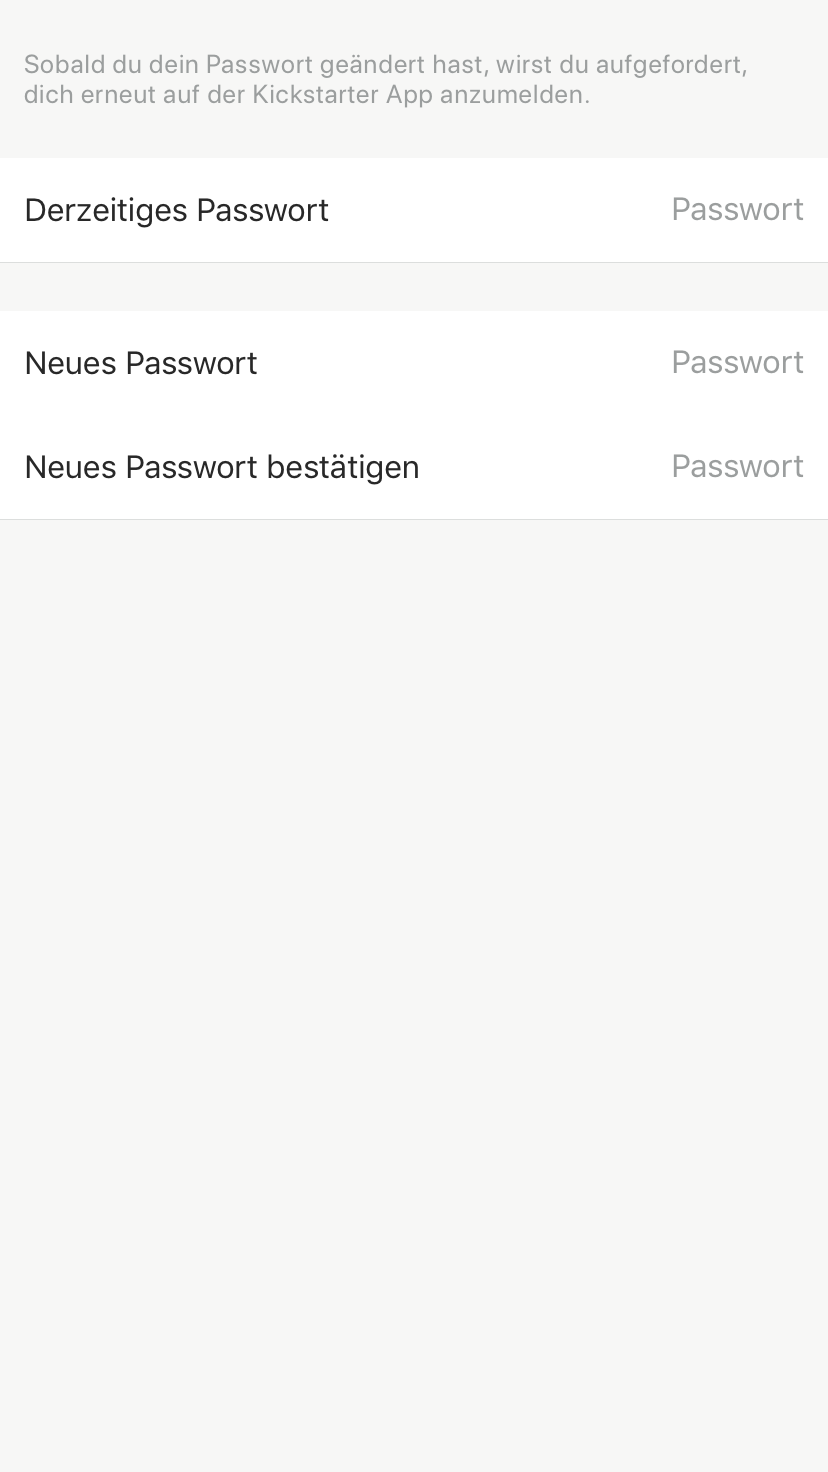 Sobald du dein Passwort geändert hast, wirst du aufgefordert,
dich erneut auf der Kickstarter App anzumelden.
Derzeitiges Passwort Passwort
Neues Passwort Passwort
Neues Passwort bestätigen Passwort